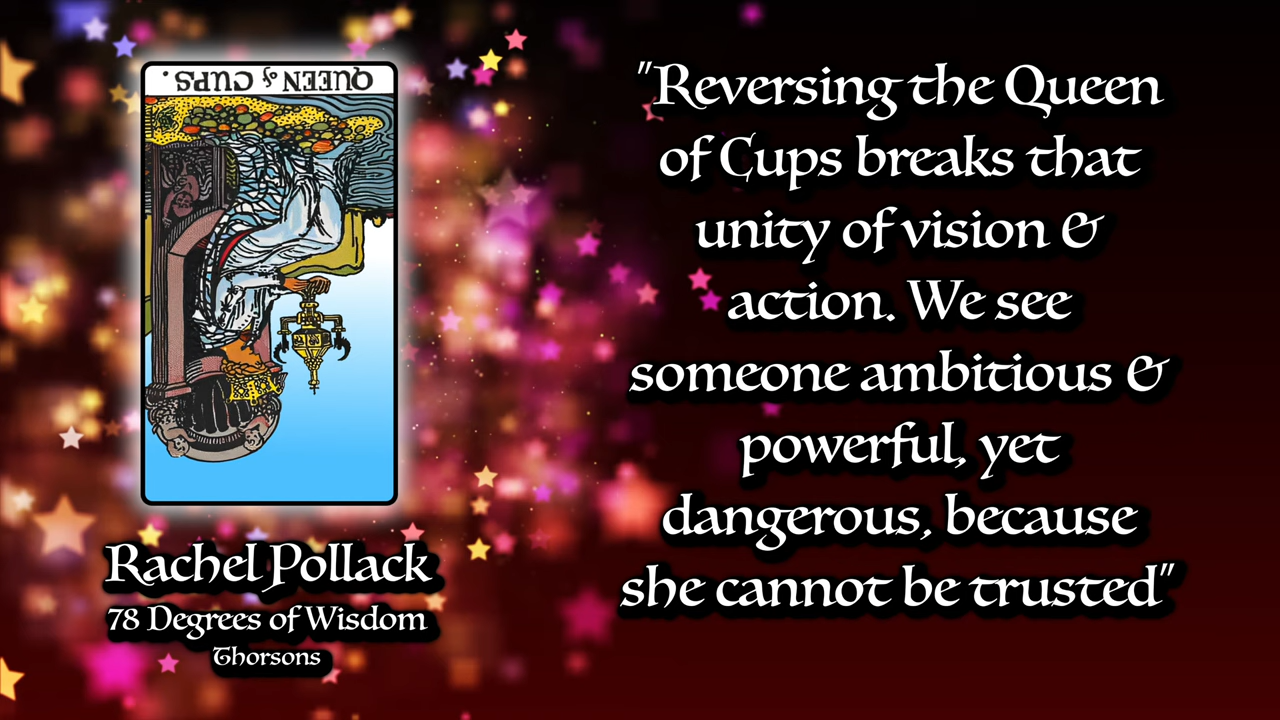 QUEEN of CUPS.
Rachel Pollack
78 Degrees of Wisdom
Thorsons
"Reversing the Queen
of Cups breaks that
unity of vision &
action. We see
someone ambitious &
powerful, yet
dangerous, because
she cannot be trusted"